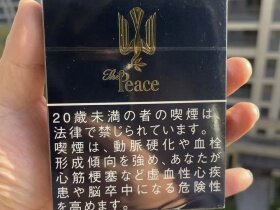 The
Peace
20歳未満の者の喫煙は、
法律で禁じられています。
喫煙は、動脈硬化や血栓
形成傾向を強め、あなたが
心筋梗塞など虚血性心疾
患や脳卒中になる危険性
を高めます。